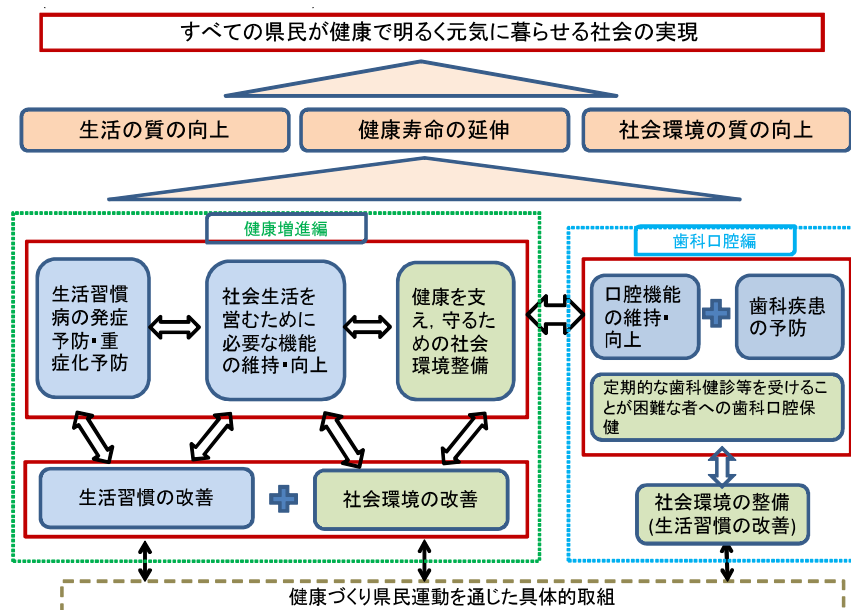 すべての県民が健康で明るく元気に暮らせる社会の実現
生活の質の向上
健康寿命の延伸
社会環境の質の向上
健康増進編
生活習慣
病の発症
予防・重
症化予防
社会生活を
営むために
必要な機能
の維持・向上
健康を支
え，守るた
めの社会
環境整備
生活習慣の改善
社会環境の改善
歯科口腔編
口腔機能
の維持・
向上
歯科疾患
の予防
定期的な歯科健診等を受けるこ
とが困難な者への歯科口腔保
健
社会環境の整備
(生活習慣の改善)
健康づくり県民運動を通じた具体的取組